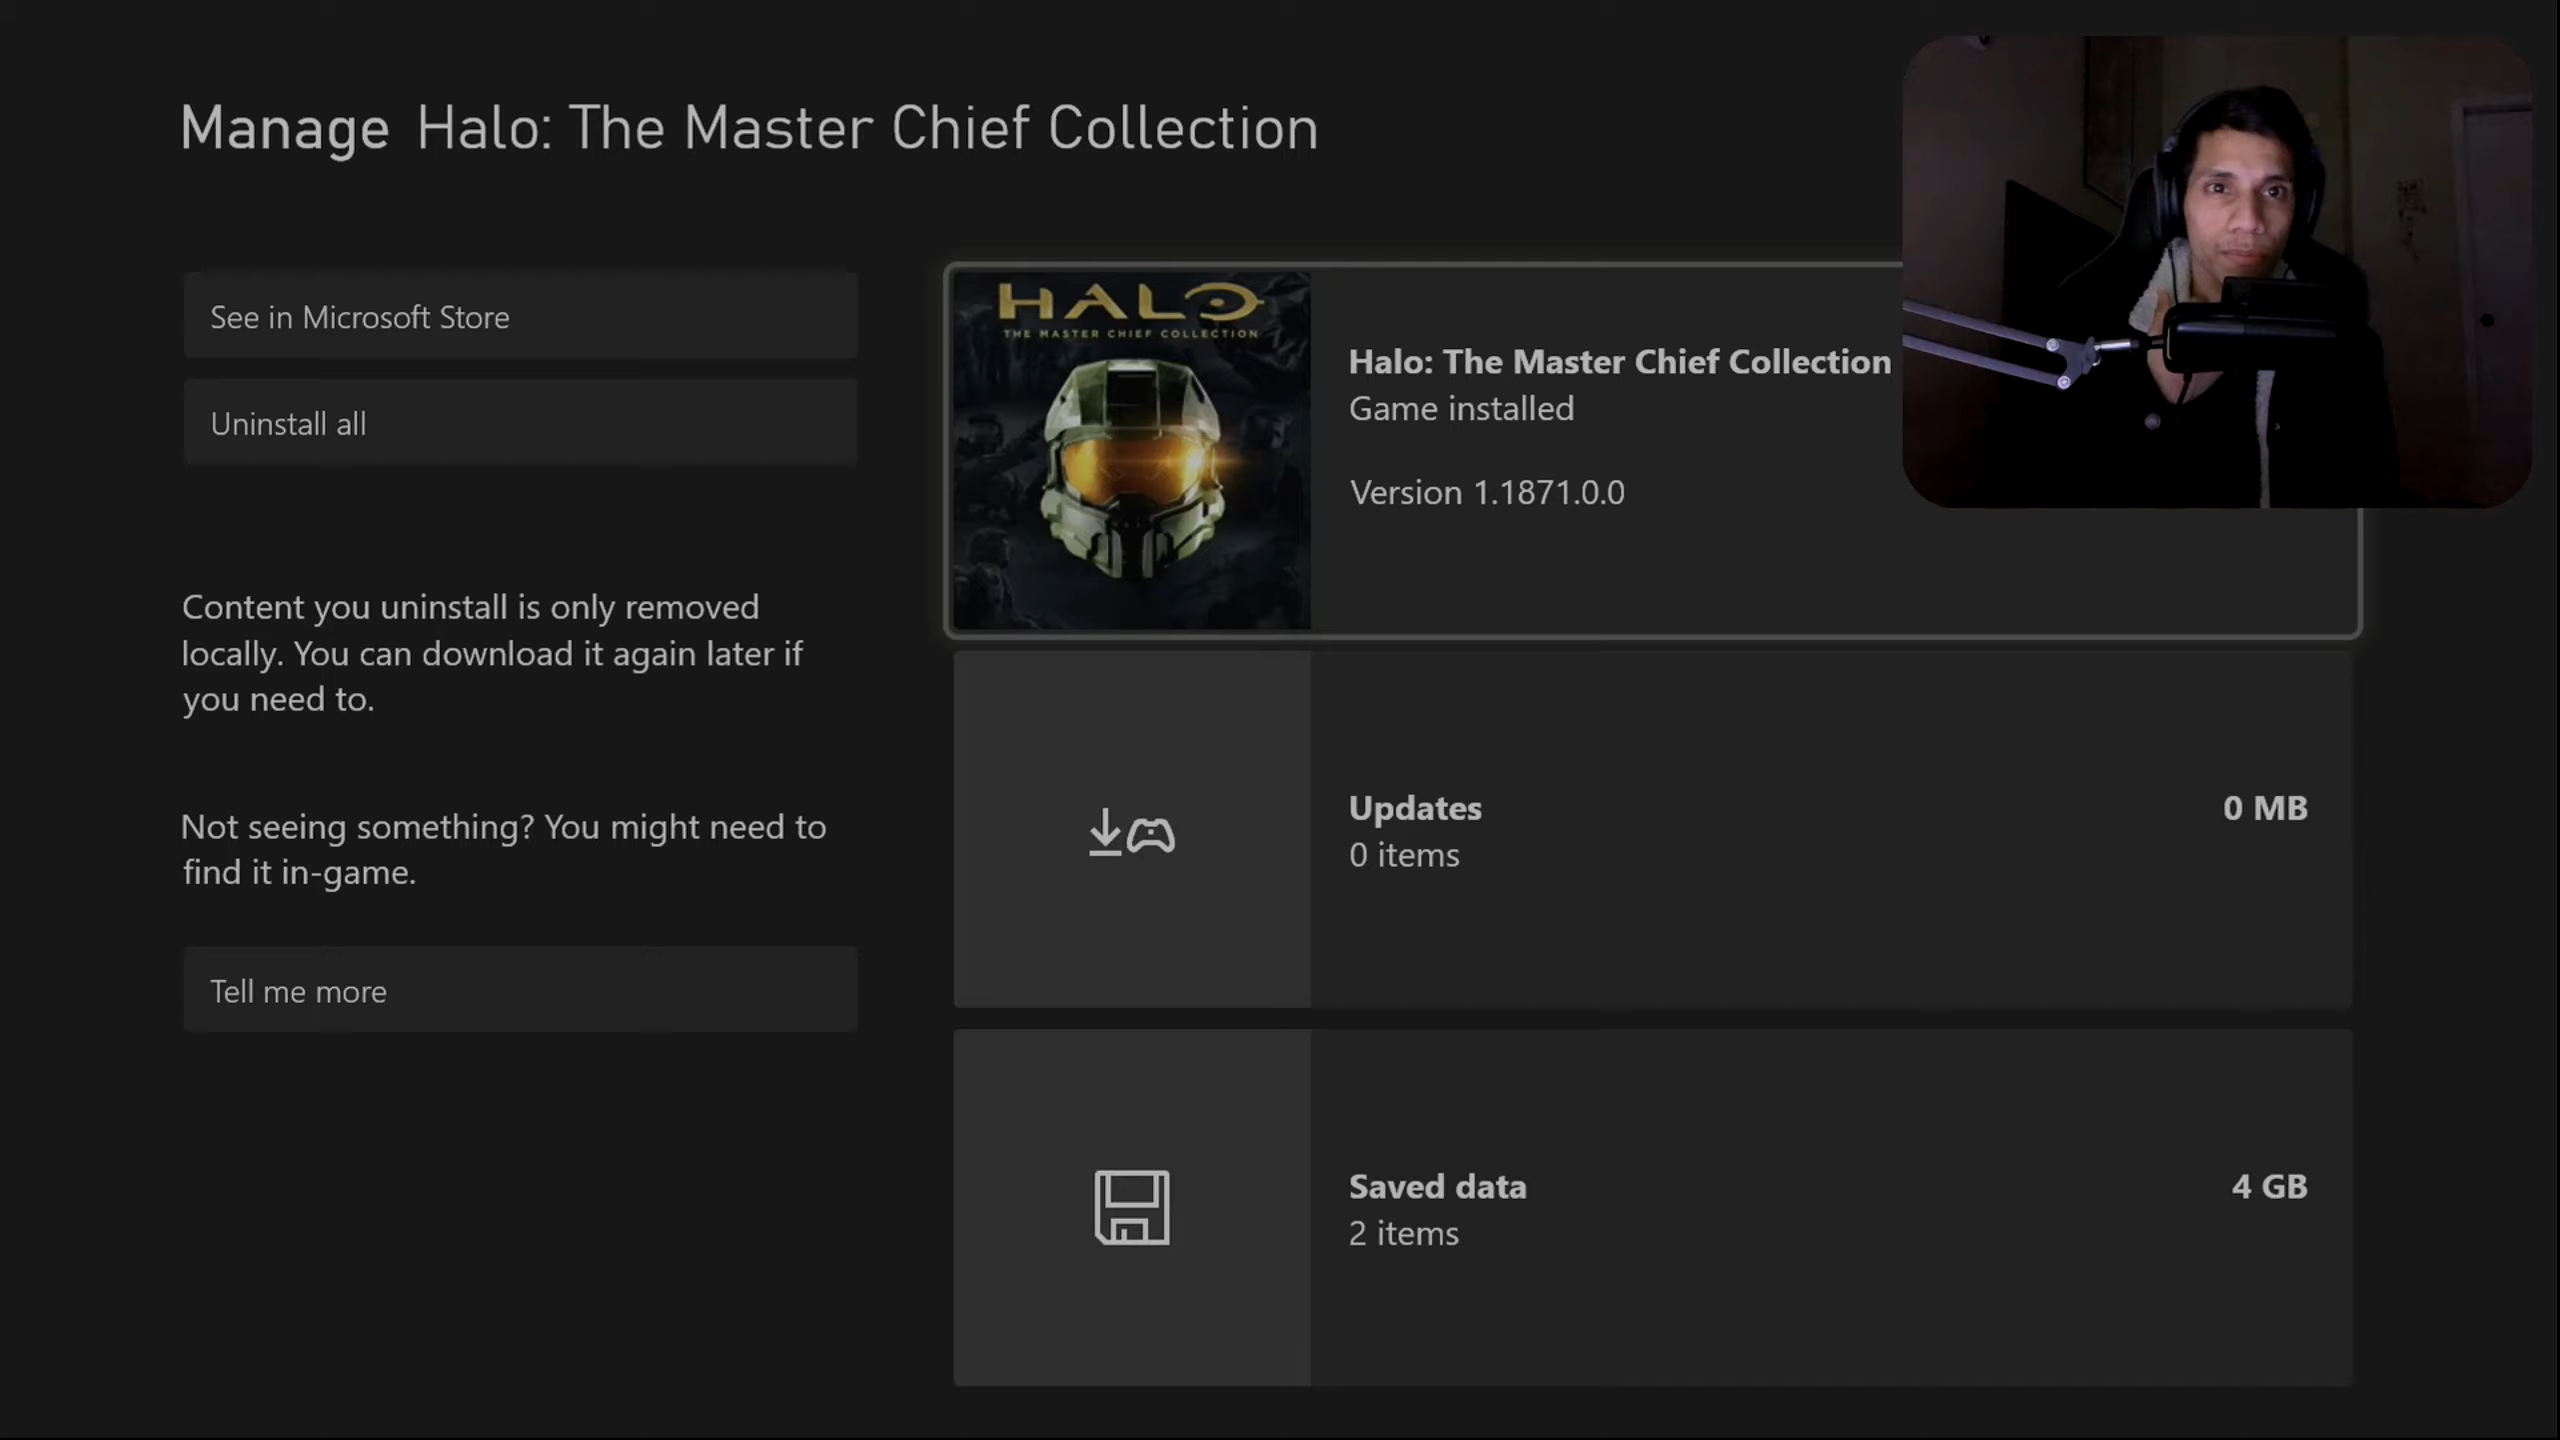 Manage Halo: The Master Chief Collection
See in Microsoft Store
Uninstall all
Content you uninstall is only removed
locally. You can download it again later if
you need to.
Not seeing something? You might need to
find it in-game.
Tell me more
HALO
THE MASTER CHIEF COLLECTION
Halo: The Master Chief Collection
Game installed
Version 1.1871.0.0
Updates
0 MB
0 items
Saved data
4 GB
2 items